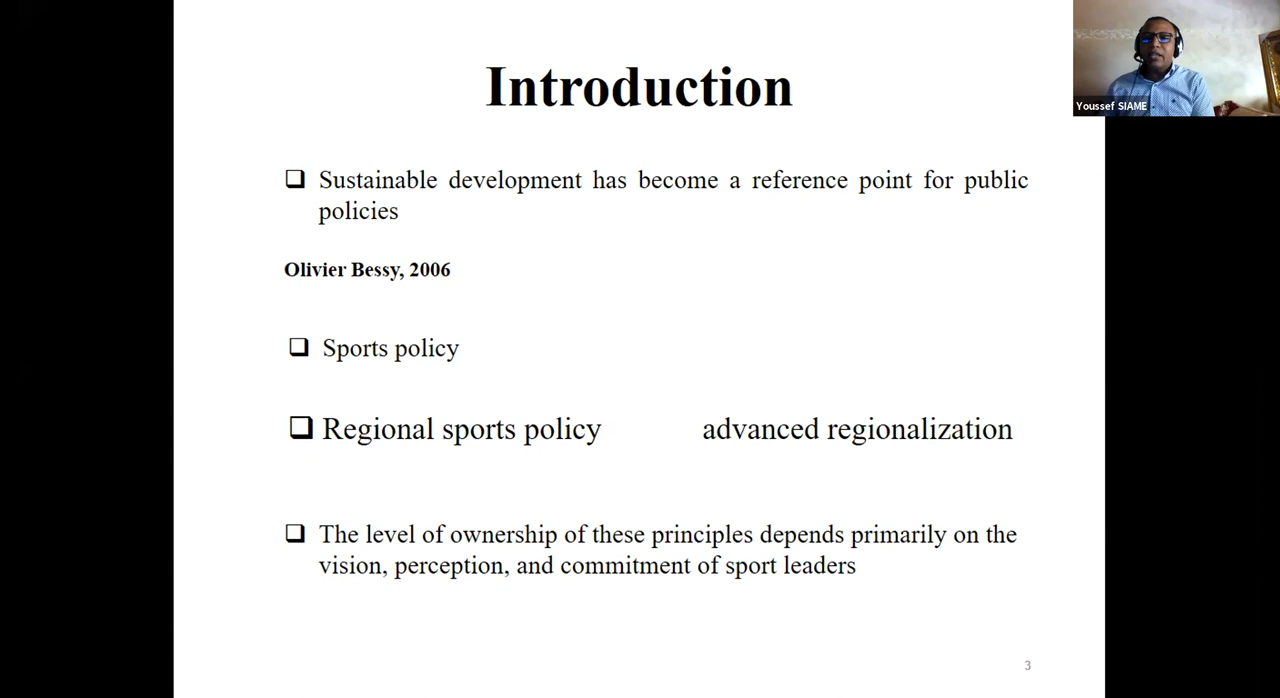 Introduction
Youssef SIAME
❑ Sustainable development has become a reference point for public
policies
Olivier Bessy, 2006
❑ Sports policy
❑ Regional sports policy advanced regionalization
❑ The level of ownership of these principles depends primarily on the
vision, perception, and commitment of sport leaders
3